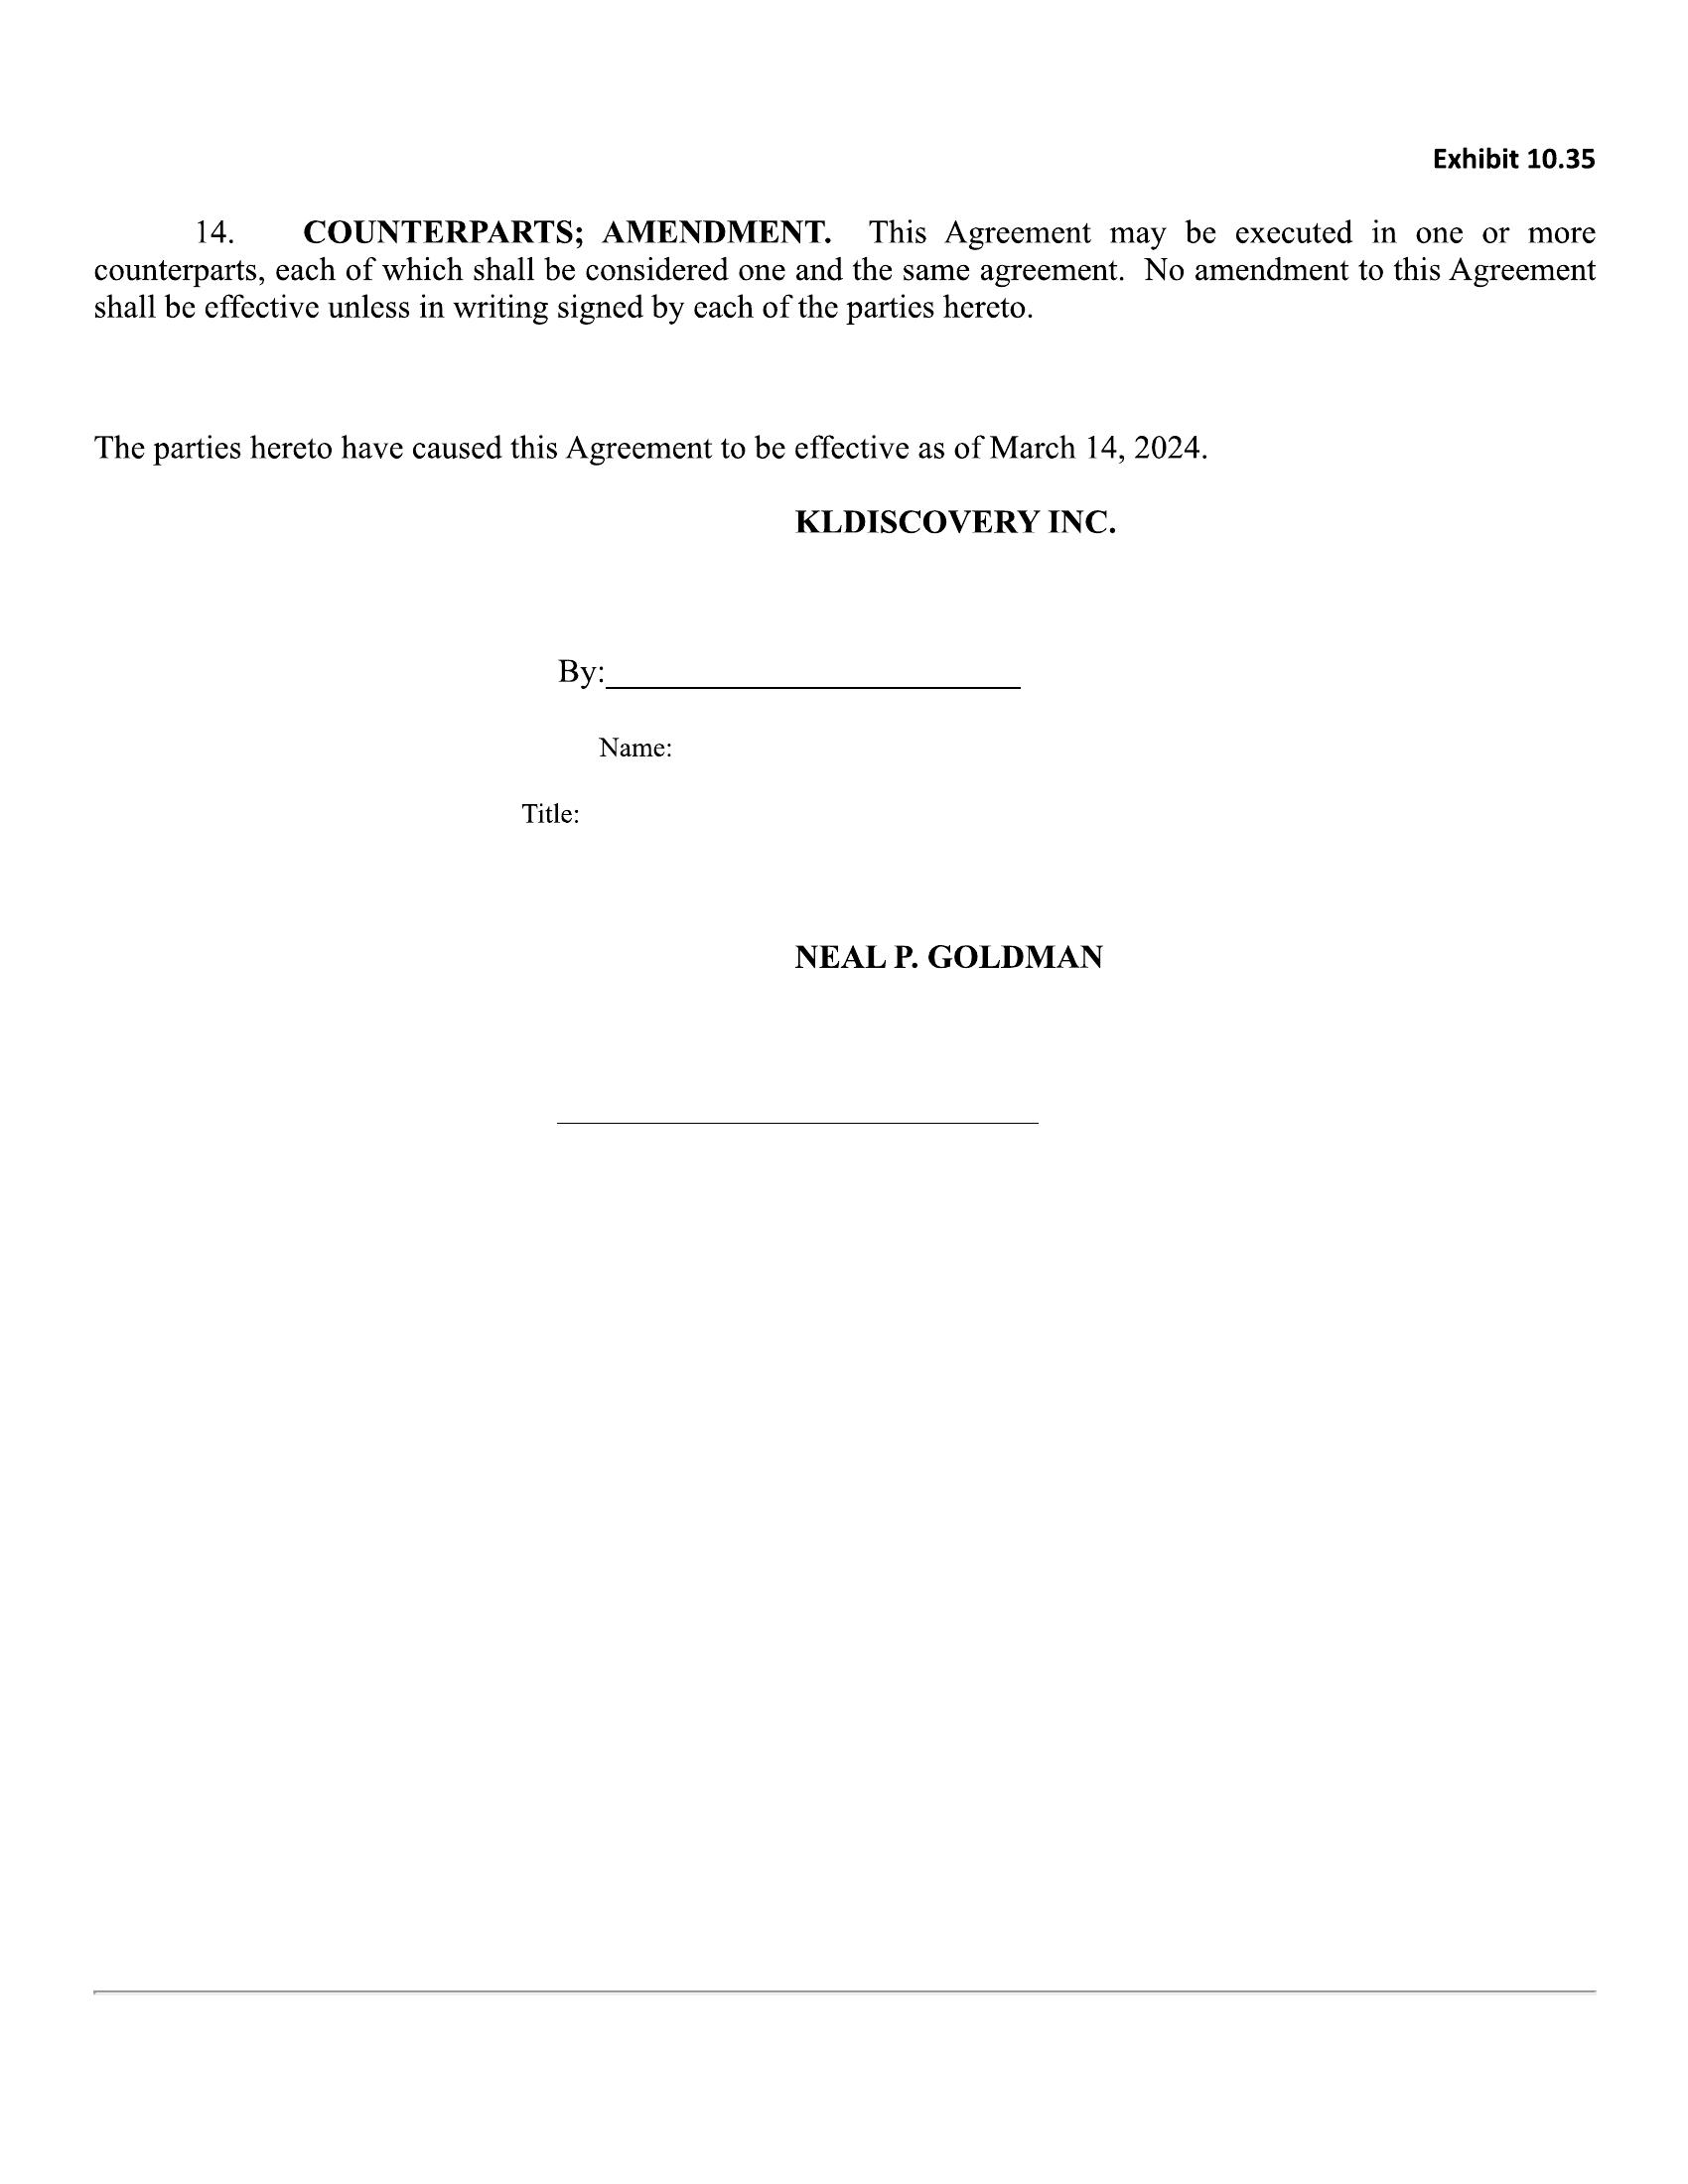 Exhibit 10.35
14. COUNTERPARTS; AMENDMENT. This Agreement may be executed in one or more
counterparts, each of which shall be considered one and the same agreement. No amendment to this Agreement
shall be effective unless in writing signed by each of the parties hereto.
The parties hereto have caused this Agreement to be effective as of March 14, 2024.
KLDISCOVERY INC.
By:
Name:
Title:
NEAL P. GOLDMAN